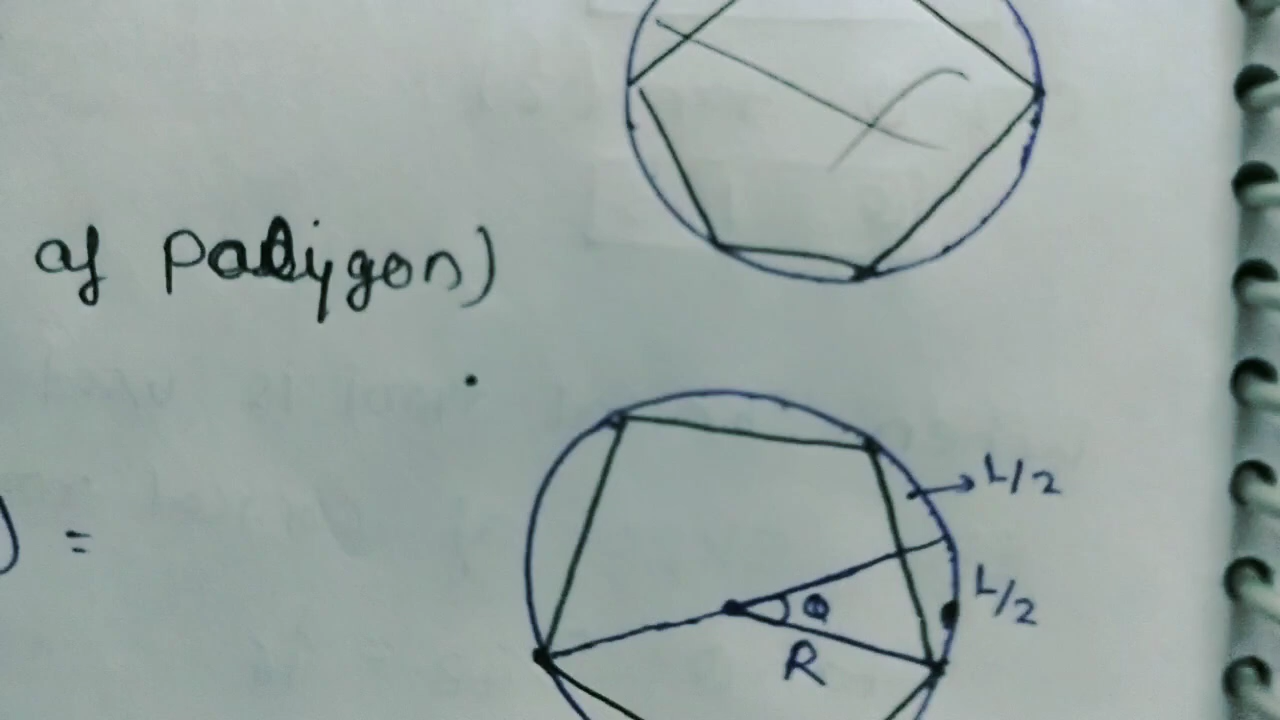 of Polygon)
L/2
) =
L/2
θ
R